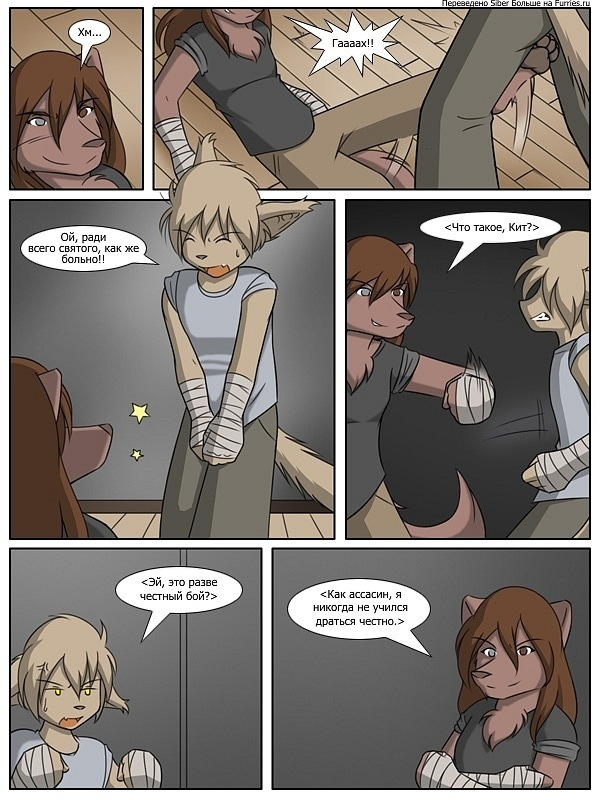 Переведено Siber Больше на Furries.ru
Хм...
Гаааах!!
Ой, ради
всего святого, как же
больно!!
<Что такое, Кит?>
<Эй, это разве
честный бой?>
<Как ассасин, я
никогда не учился
драться честно.>